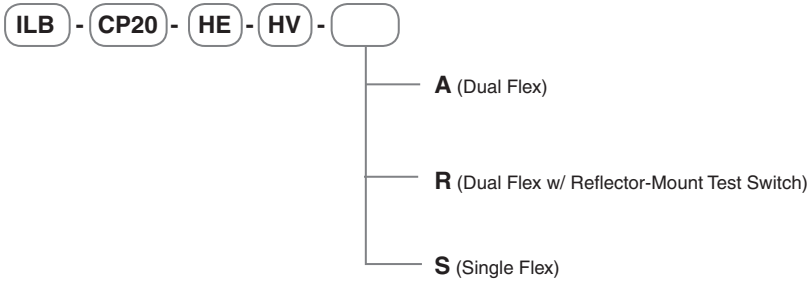 ILB - CP20 - HE - HV -
A (Dual Flex)
R (Dual Flex w/ Reflector-Mount Test Switch)
S (Single Flex)